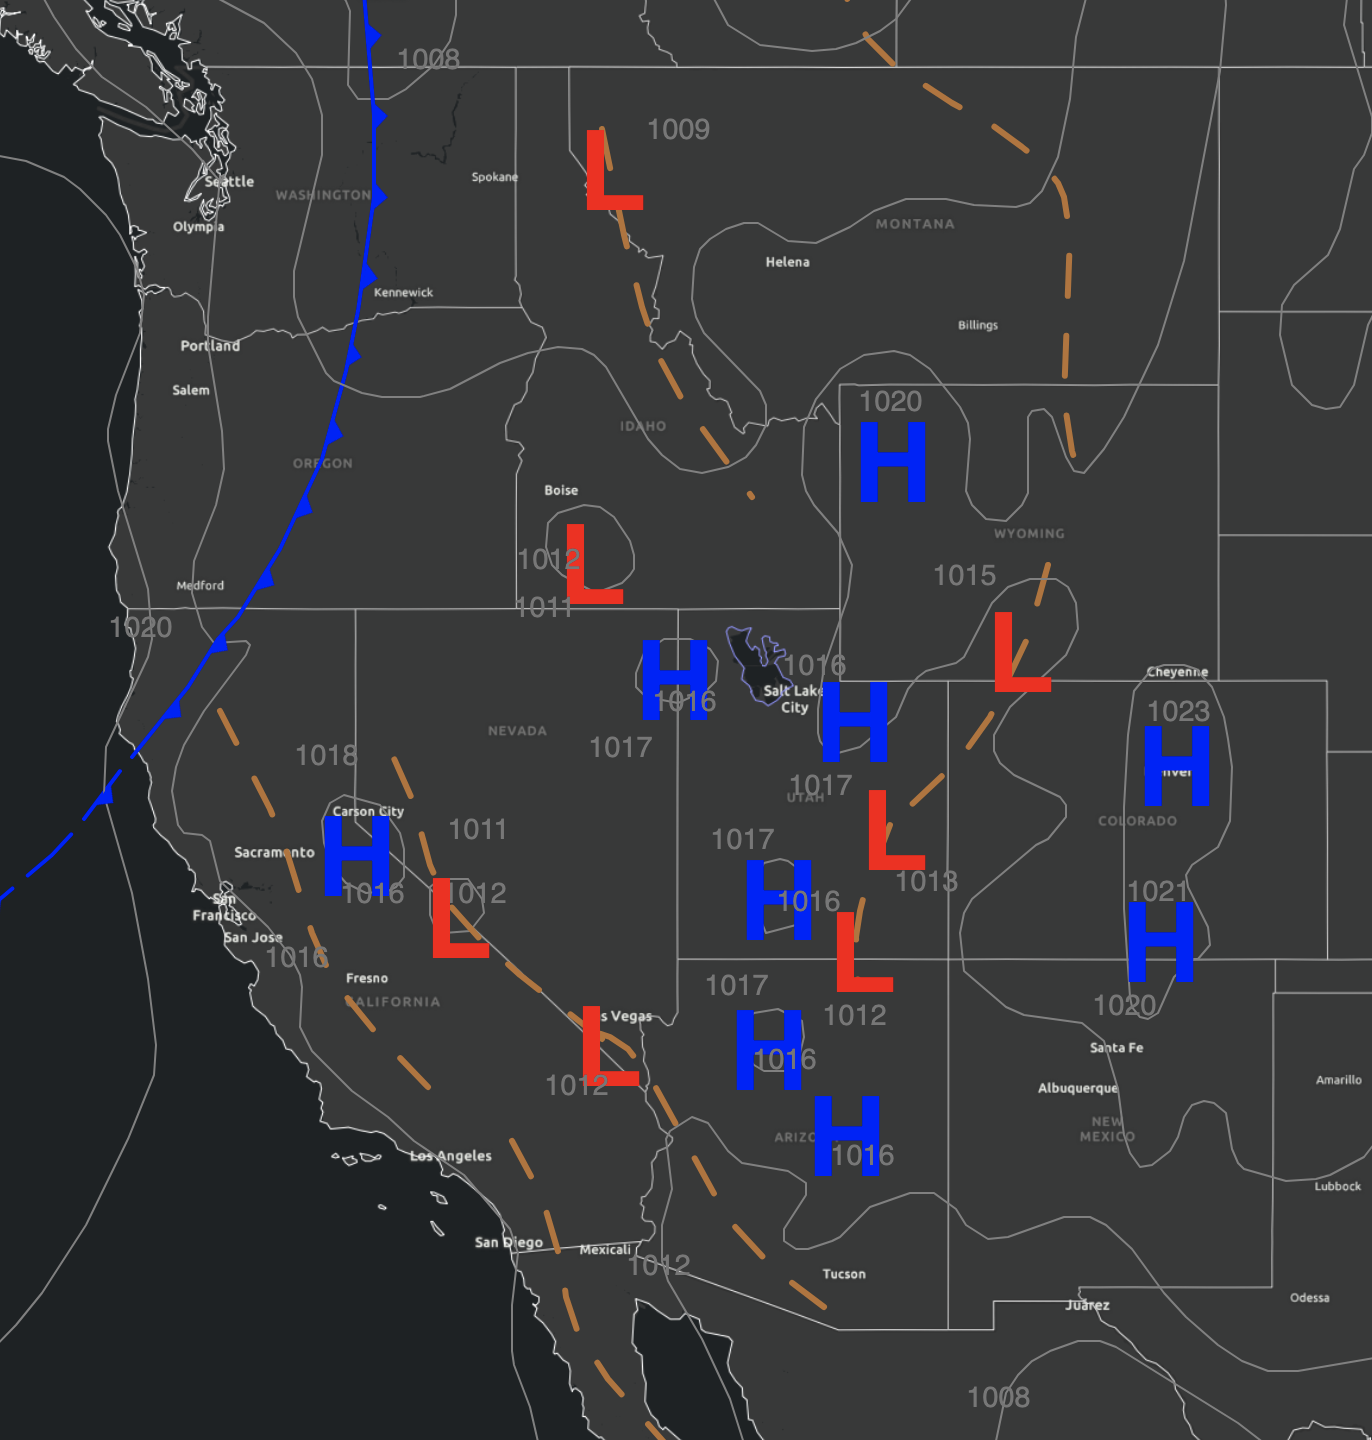 1008
1009
Spokane
Seattle
WASHINGTON
L
Olympia
MONTANA
Helena
Kennewick
Billings
Portland
Salem
1020
H
IDAHO
OREGON
Boise
WYOMING
1012
L
1015
Medford
1011
1020
L
1016
Cheyenne
H
1016
Salt Lake
City
H
1023
NEVADA
1017
1018
H
1017
UTAH
Carson City
COLORADO
1011
L
1017
Sacramento
H
1013
1016
1012
L
H
1016
1021
San
Francisco
San Jose
L
H
1016
Fresno
1017
CALIFORNIA
1020
s Vegas
L
1012
H
1016
Santa Fe
1012
Albuquerque
Amarillo
NEW
MEXICO
ARIZO
H
1016
Los Angeles
Lubbock
San Diego
Mexicali
1012
Tucson
Juárez
Odessa
1008